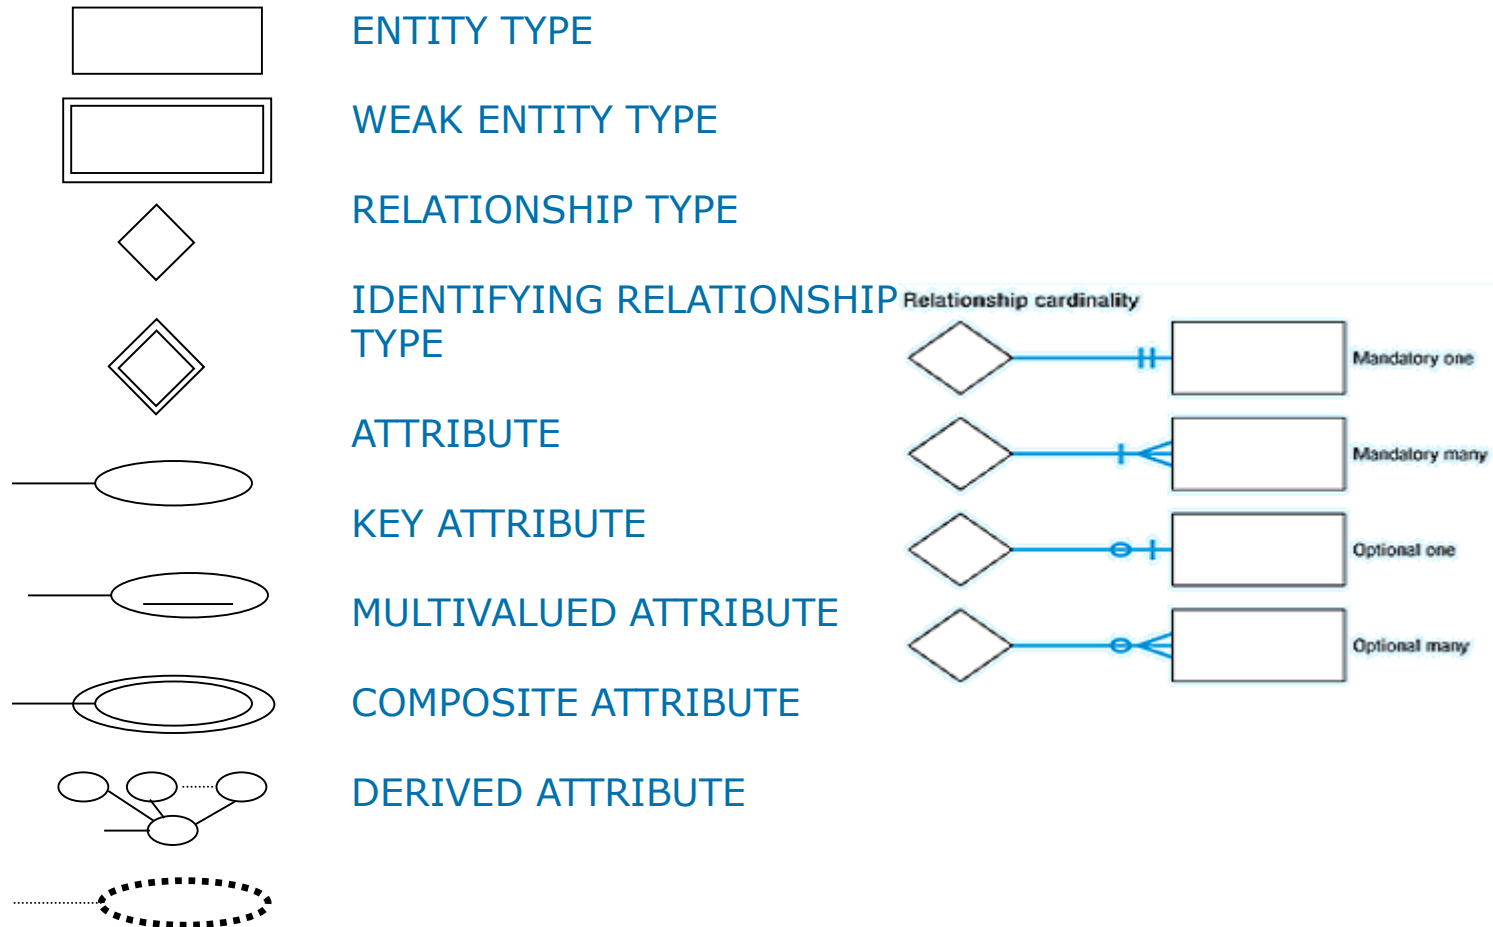 ENTITY TYPE
WEAK ENTITY TYPE
RELATIONSHIP TYPE
IDENTIFYING RELATIONSHIP
TYPE
ATTRIBUTE
KEY ATTRIBUTE
MULTIVALUED ATTRIBUTE
COMPOSITE ATTRIBUTE
DERIVED ATTRIBUTE
Relationship cardinality
Mandatory one
Mandatory many
Optional one
Optional many